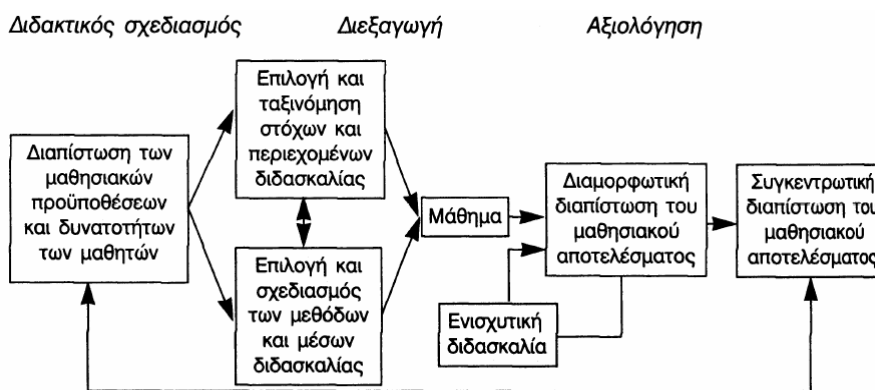 Διδακτικός σχεδιασμός
Διεξαγωγή
Αξιολόγηση
Διαπίστωση των
μαθησιακών
προϋποθέσεων
και δυνατοτήτων
των μαθητών
Επιλογή και
ταξινόμηση
στόχων και
περιεχομένων
διδασκαλίας
Επιλογή και
σχεδιασμός
των μεθόδων
και μέσων
διδασκαλίας
Μάθημα
Διαμορφωτική
διαπίστωση του
μαθησιακού
αποτελέσματος
Ενισχυτική
διδασκαλία
Συγκεντρωτική
διαπίστωση του
μαθησιακού
αποτελέσματος